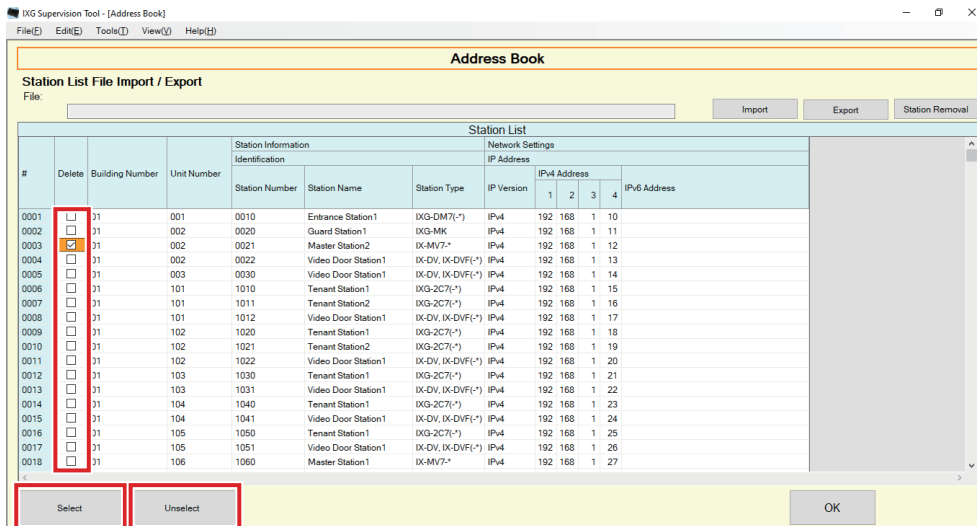 IXG Supervision Tool - [Address Book]
File(F) Edit(E) Tools(T) View(V) Help(H)
Address Book
Station List File Import / Export
File:
Import Export Station Removal
Station List
Station Information Network Settings
Identification IP Address
# Delete Building Number Unit Number Station Number Station Name Station Type IP Version IPv4 Address IPv6 Address
1 2 3 4
0001 01 001 0010 Entrance Station1 IXG-DM7(-*) IPv4 192 168 1 10
0002 01 002 0020 Guard Station1 IXG-MK IPv4 192 168 1 11
0003 01 002 0021 Master Station2 IX-MV7-* IPv4 192 168 1 12
0004 01 002 0022 Video Door Station1 IX-DV, IX-DVF(-*) IPv4 192 168 1 13
0005 01 003 0030 Video Door Station1 IX-DV, IX-DVF(-*) IPv4 192 168 1 14
0006 01 101 1010 Tenant Station1 IXG-2C7(-*) IPv4 192 168 1 15
0007 01 101 1011 Tenant Station2 IXG-2C7(-*) IPv4 192 168 1 16
0008 01 101 1012 Video Door Station1 IX-DV, IX-DVF(-*) IPv4 192 168 1 17
0009 01 102 1020 Tenant Station1 IXG-2C7(-*) IPv4 192 168 1 18
0010 01 102 1021 Tenant Station2 IXG-2C7(-*) IPv4 192 168 1 19
0011 01 102 1022 Video Door Station1 IX-DV, IX-DVF(-*) IPv4 192 168 1 20
0012 01 103 1030 Tenant Station1 IXG-2C7(-*) IPv4 192 168 1 21
0013 01 103 1031 Video Door Station1 IX-DV, IX-DVF(-*) IPv4 192 168 1 22
0014 01 104 1040 Tenant Station1 IXG-2C7(-*) IPv4 192 168 1 23
0015 01 104 1041 Video Door Station1 IX-DV, IX-DVF(-*) IPv4 192 168 1 24
0016 01 105 1050 Tenant Station1 IXG-2C7(-*) IPv4 192 168 1 25
0017 01 105 1051 Video Door Station1 IX-DV, IX-DVF(-*) IPv4 192 168 1 26
0018 01 106 1060 Master Station1 IX-MV7-* IPv4 192 168 1 27
Select Unselect OK